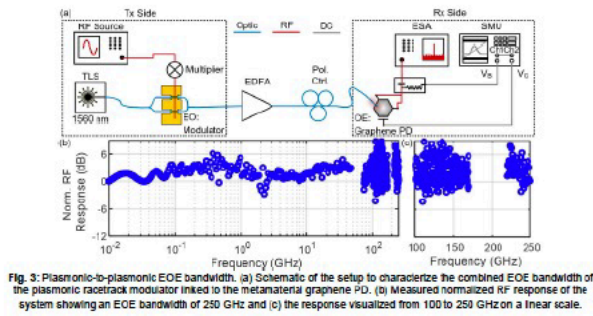 (a)
Tx Side
Optic
RF
DC
Rx Side
RF Source
ESA
SMU
Multiplier
Ch1Ch2
TLS
EDFA
Pol.
Ctrl.
V_B
V_G
1560 nm
EO:
Modulator
OE:
Graphene PD
(b)
(c)
Norm. RF
Response (dB)
6
0
-6
-12
10^-2
10^-1
10^0
10^1
10^2
100
150
200
250
Frequency (GHz)
Frequency (GHz)
Fig. 3: Plasmonic-to-plasmonic EOE bandwidth. (a) Schematic of the setup to characterize the combined EOE bandwidth of
the plasmonic racetrack modulator linked to the metamaterial graphene PD. (b) Measured normalized RF response of the
system showing an EOE bandwidth of 250 GHz and (c) the response visualized from 100 to 250 GHz on a linear scale.